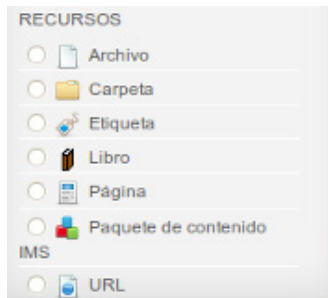 RECURSOS
Archivo
Carpeta
Etiqueta
Libro
Página
Paquete de contenido
IMS
URL